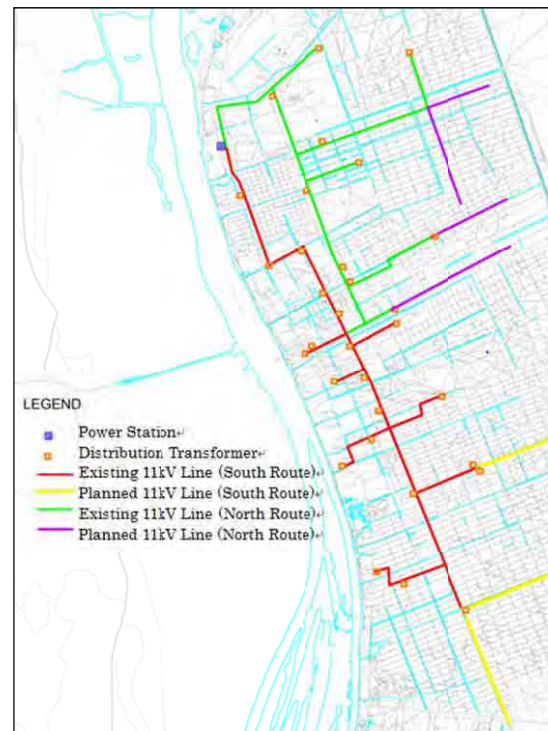 LEGEND
Power Station↵
Distribution Transformer↵
Existing 11kV Line (South Route)↵
Planned 11kV Line (South Route)↵
Existing 11kV Line (North Route)↵
Planned 11kV Line (North Route)↵